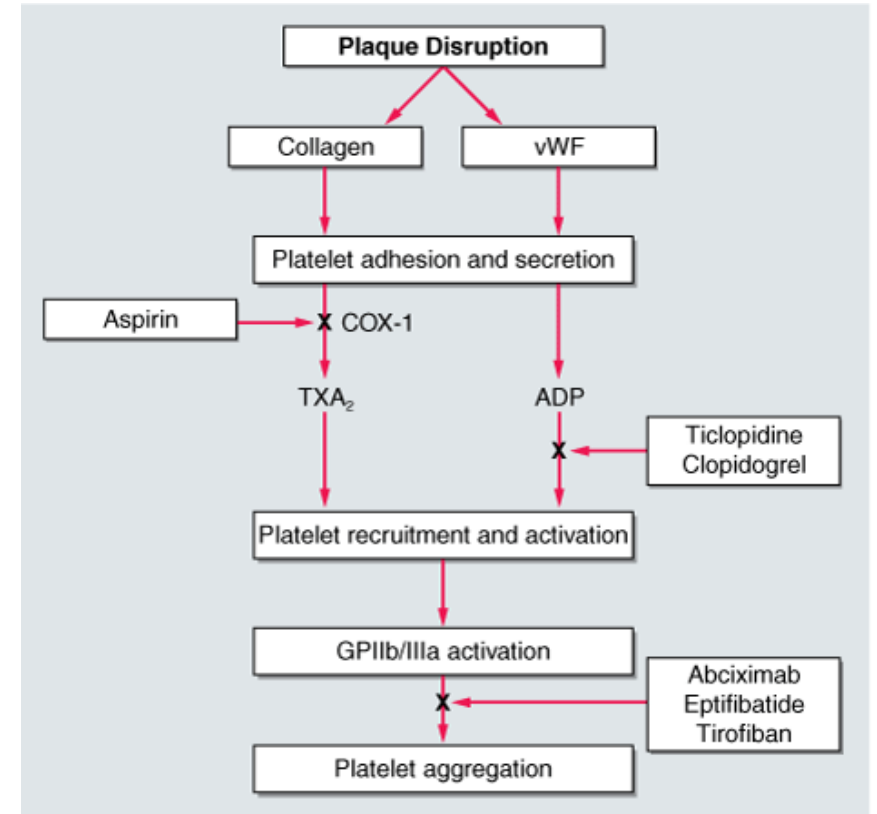 Plaque Disruption
Collagen
vWF
Platelet adhesion and secretion
Aspirin
X COX-1
TXA₂
ADP
X
Ticlopidine
Clopidogrel
Platelet recruitment and activation
GPIIb/IIIa activation
X
Abciximab
Eptifibatide
Tirofiban
Platelet aggregation